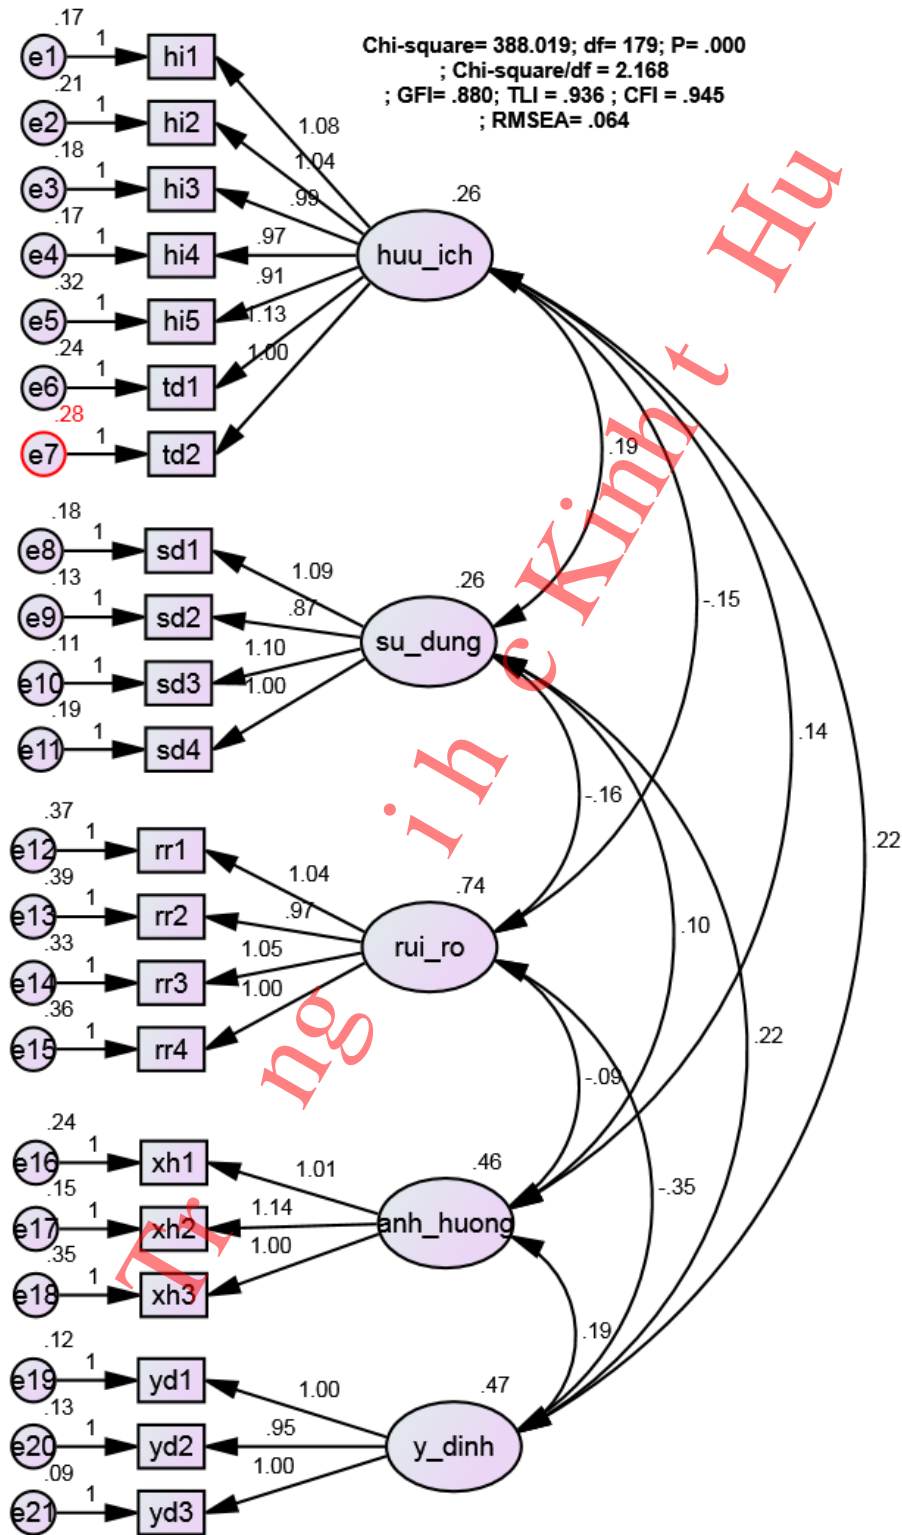 Chi-square= 388.019; df= 179; P= .000
; Chi-square/df = 2.168
; GFI= .880; TLI = .936 ; CFI = .945
; RMSEA= .064
.17
e1 1 hi1
.21
e2 1 hi2
.18
e3 1 hi3
.17
e4 1 hi4
.32
e5 1 hi5
.24
e6 1 td1
.28
e7 1 td2
1.08
1.04
.99
.97
.91
1.13
1.00
.26
huu_ich
.18
e8 1 sd1
.13
e9 1 sd2
.11
e10 1 sd3
.19
e11 1 sd4
1.09
.87
1.10
1.00
.26
su_dung
.37
e12 1 rr1
.39
e13 1 rr2
.33
e14 1 rr3
.36
e15 1 rr4
1.04
.97
1.05
1.00
.74
rui_ro
.24
e16 1 xh1
.15
e17 1 xh2
.35
e18 1 xh3
1.01
1.14
1.00
.46
anh_huong
.12
e19 1 yd1
.13
e20 1 yd2
.09
e21 1 yd3
1.00
.95
1.00
.47
y_dinh
.19
-.15
.14
.22
-.16
.10
.22
-.09
-.35
.19
Tr ng i h c Kinh t Hu